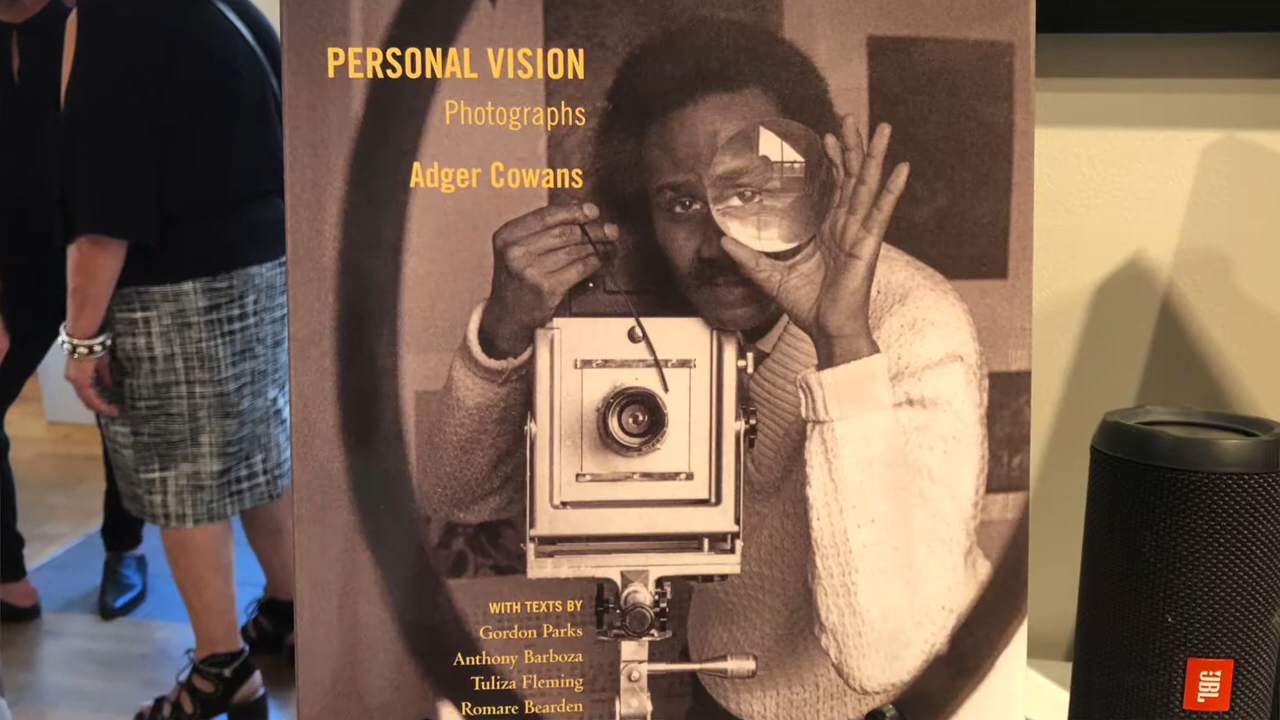 PERSONAL VISION
Photographs
Adger Cowans
WITH TEXTS BY
Gordon Parks
Anthony Barboza
Tuliza Fleming
Romare Bearden
JBL